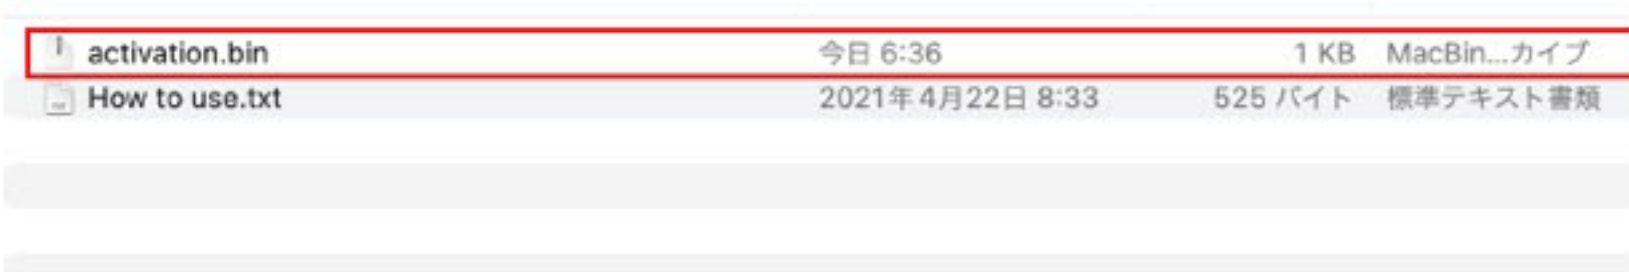 activation.bin 今日 6:36 1 KB MacBin...カイブ
How to use.txt 2021年4月22日 8:33 525 バイト 標準テキスト書類